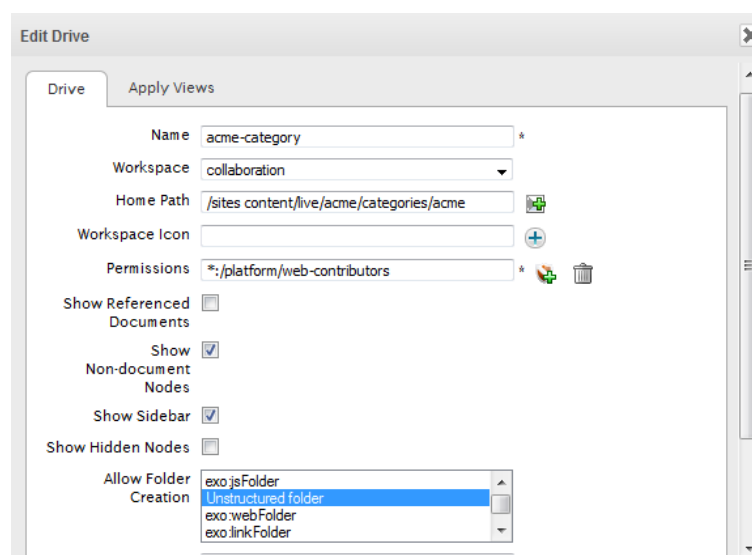 Edit Drive
Drive Apply Views
Name acme-category *
Workspace collaboration
Home Path /sites content/live/acme/categories/acme
Workspace Icon
Permissions *:/platform/web-contributors *
Show Referenced
Documents
Show
Non-document
Nodes
Show Sidebar
Show Hidden Nodes
Allow Folder
Creation
exo:jsFolder
Unstructured folder
exo:webFolder
exo:linkFolder